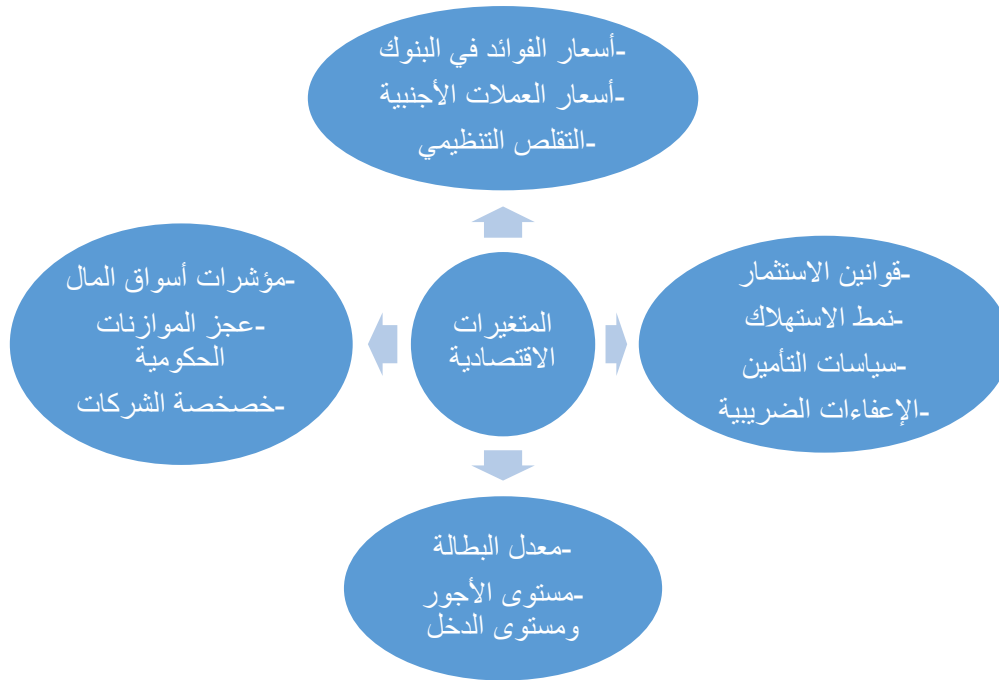 -أسعار الفوائد في البنوك
-أسعار العملات الأجنبية
-التقلص التنظيمي
-قوانين الاستثمار
-نمط الاستهلاك
-سياسات التأمين
-الإعفاءات الضريبية
المتغيرات
الاقتصادية
-مؤشرات أسواق المال
-عجز الموازنات
الحكومية
-خصخصة الشركات
-معدل البطالة
-مستوى الأجور
ومستوى الدخل